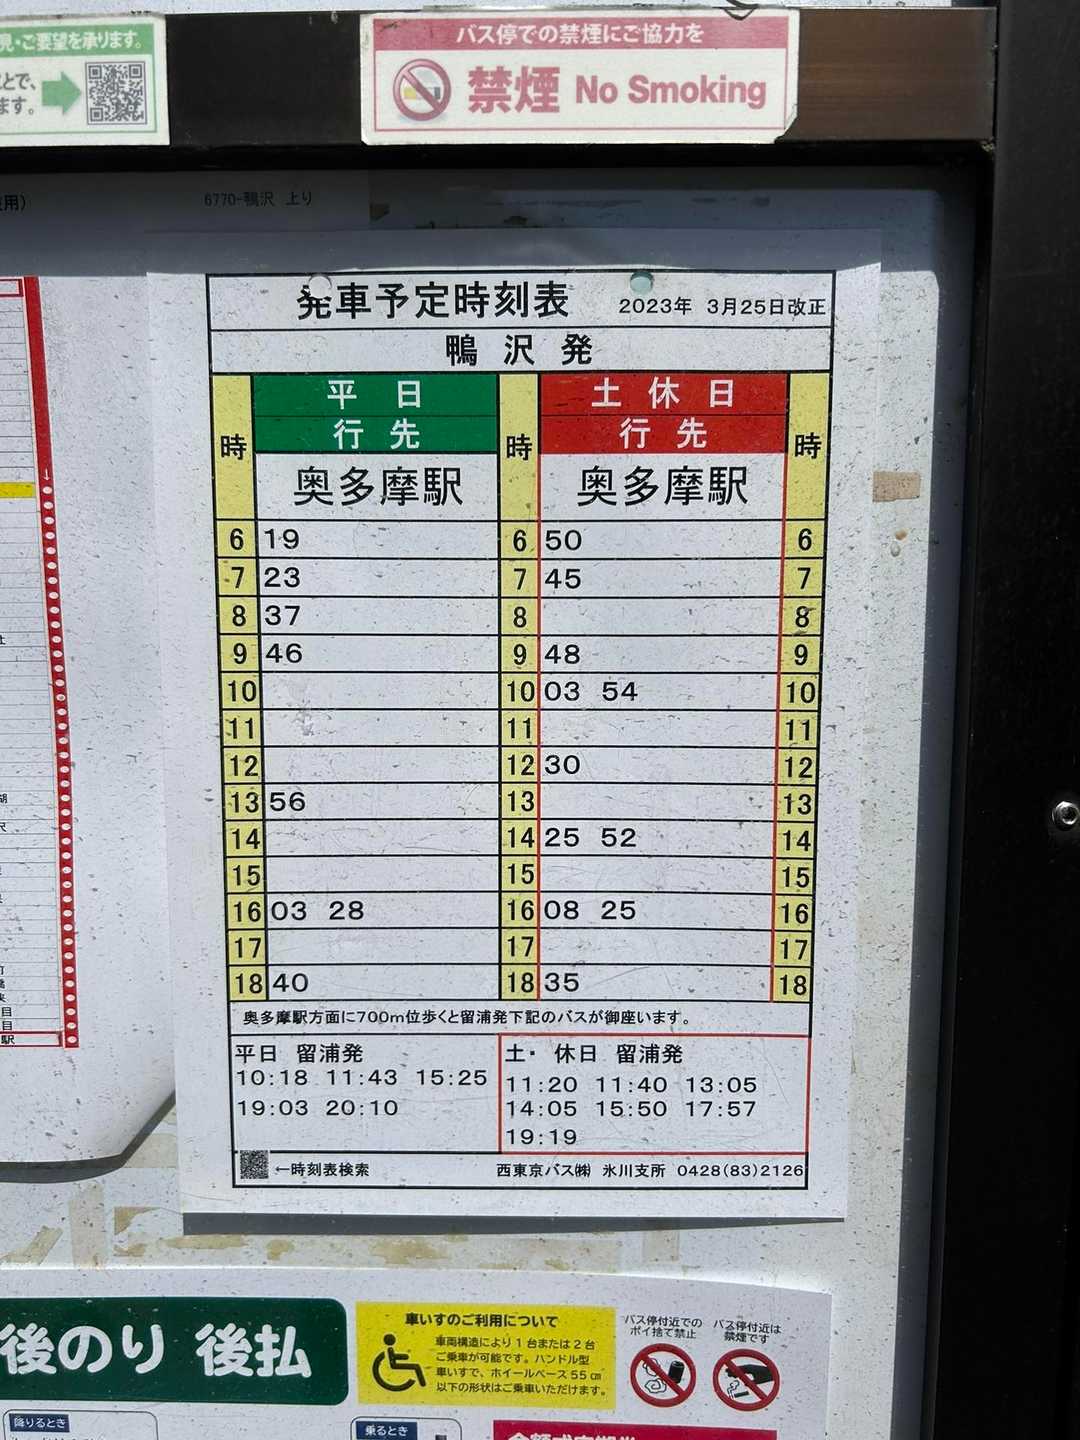 見・ご要望を承ります。
とで、
ます。
バス停での禁煙にご協力を
禁煙 No Smoking
用)
6770-鴨沢 上り
発車予定時刻表 2023年 3月25日改正
鴨沢発
時 平日 時 土休日 時
行先 行先
奥多摩駅 奥多摩駅
6 19 6 50 6
7 23 7 45 7
8 37 8 8
9 46 9 48 9
10 10 03 54 10
11 11 11
12 12 30 12
13 56 13 13
14 14 25 52 14
15 15 15
16 03 28 16 08 25 16
17 17 17
18 40 18 35 18
奥多摩駅方面に700m位歩くと留浦発下記のバスが御座います。
平日 留浦発
10:18 11:43 15:25
19:03 20:10
土・休日 留浦発
11:20 11:40 13:05
14:05 15:50 17:57
19:19
←時刻表検索 西東京バス㈱ 氷川支所 0428(83)2126
後のり 後払
車いすのご利用について
車両構造により1台または2台
ご乗車が可能です。ハンドル型
車いすで、ホイールベース55㎝
以下の形状はご乗車いただけます。
バス停付近での
ポイ捨て禁止
バス停付近は
禁煙です
降りるとき
乗るとき